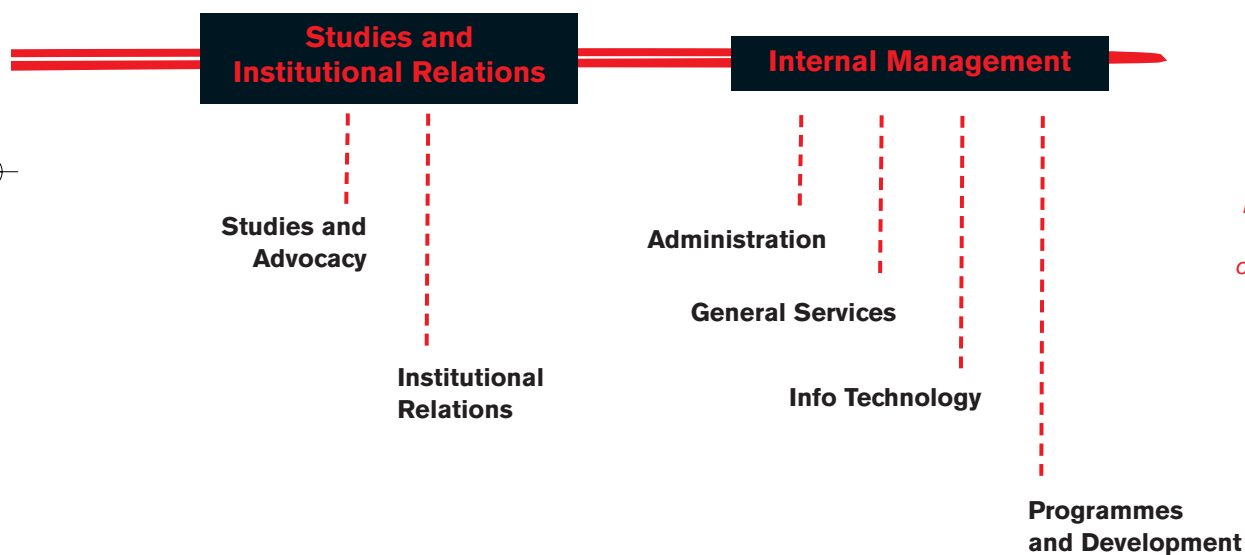 Studies and
Institutional Relations
Internal Management
Studies and
Advocacy
Administration
General Services
Institutional
Relations
Info Technology
Programmes
and Development